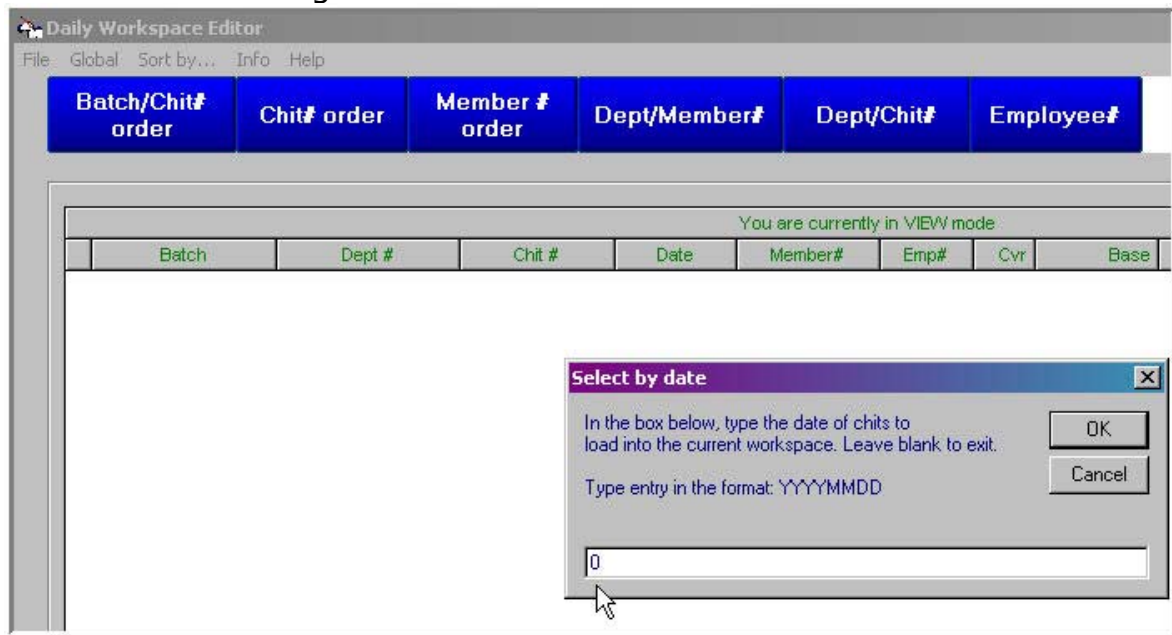 Daily Workspace Editor
File Global Sort by... Info Help
Batch/Chit# order
Chit# order
Member # order
Dept/Member#
Dept/Chit#
Employee#
You are currently in VIEW mode
Batch Dept # Chit # Date Member# Emp# Cvr Base
Select by date
In the box below, type the date of chits to
load into the current workspace. Leave blank to exit.
Type entry in the format: YYYYMMDD
OK
Cancel
0